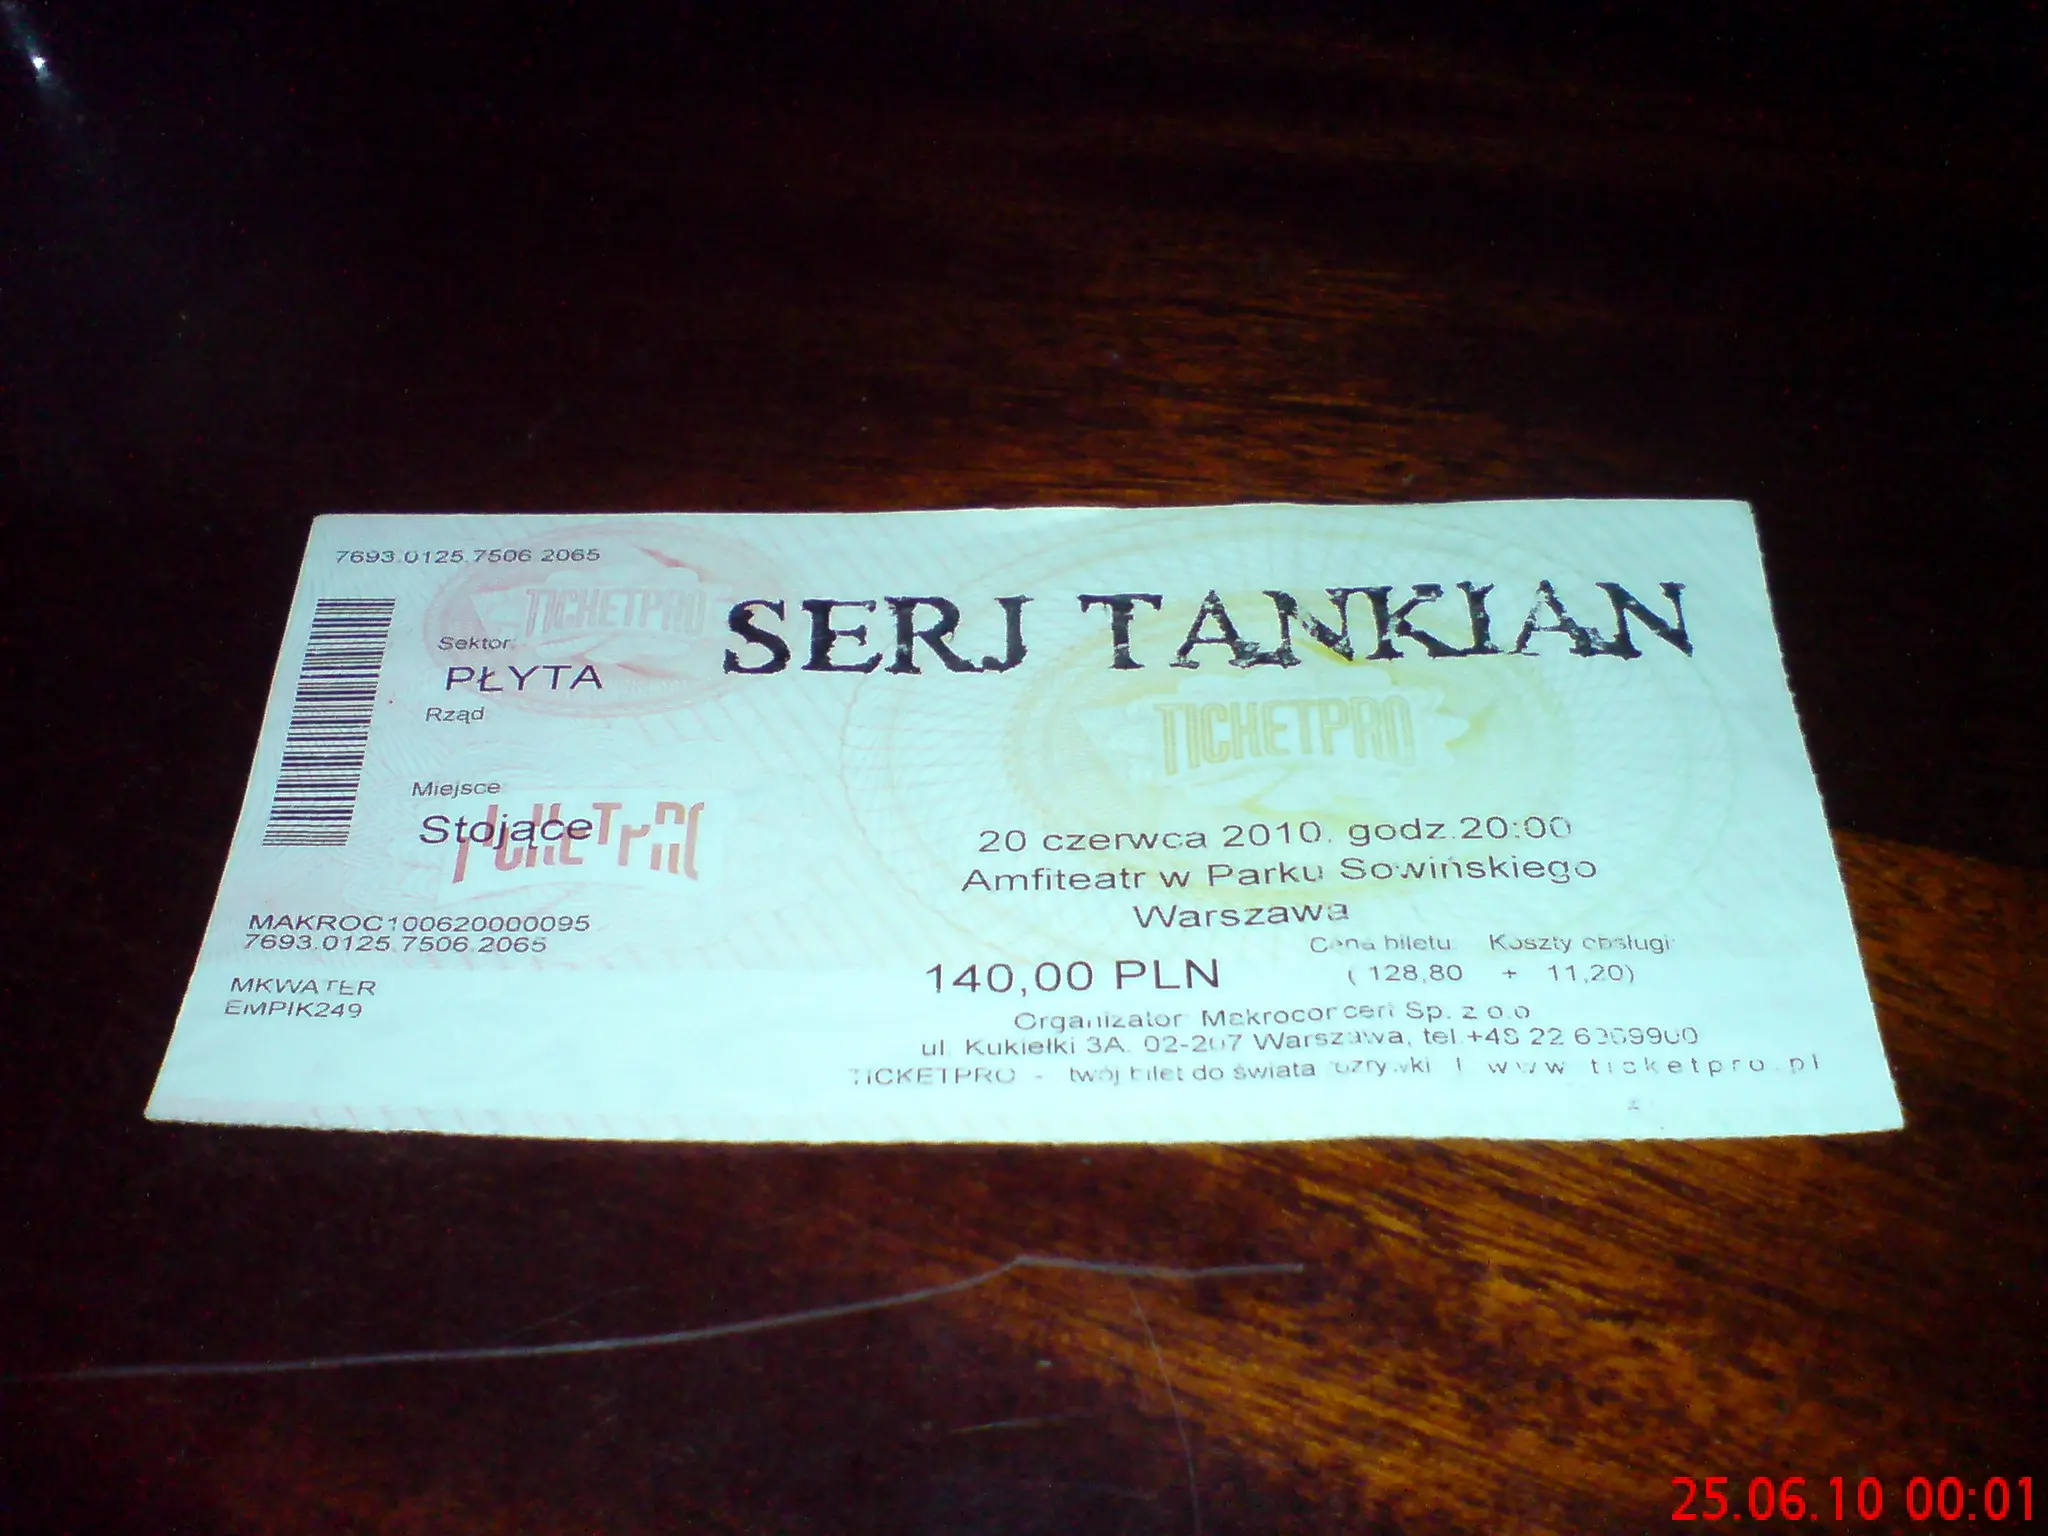 7693.0125.7506.2065
SERJ TANKIAN
TICKETPRO
Sektor:
PŁYTA
Rząd
TICKETPRO
Miejsce
Stojące
TICKETPRO
20 czerwca 2010, godz.20:00
Amfiteatr w Parku Sowińskiego
Warszawa
MAKROC100620000095
7693.0125.7506.2065
Cena biletu Koszty obsługi
140,00 PLN (128,80 + 11,20)
MKWATER
EMPIK249
Organizator: Makroconcert Sp. z o.o
ul. Kukiełki 3A, 02-207 Warszawa, tel.+48 22
TICKETPRO - twój bilet do świata rozrywki | www.ticketpro.pl
25.06.10 00:01